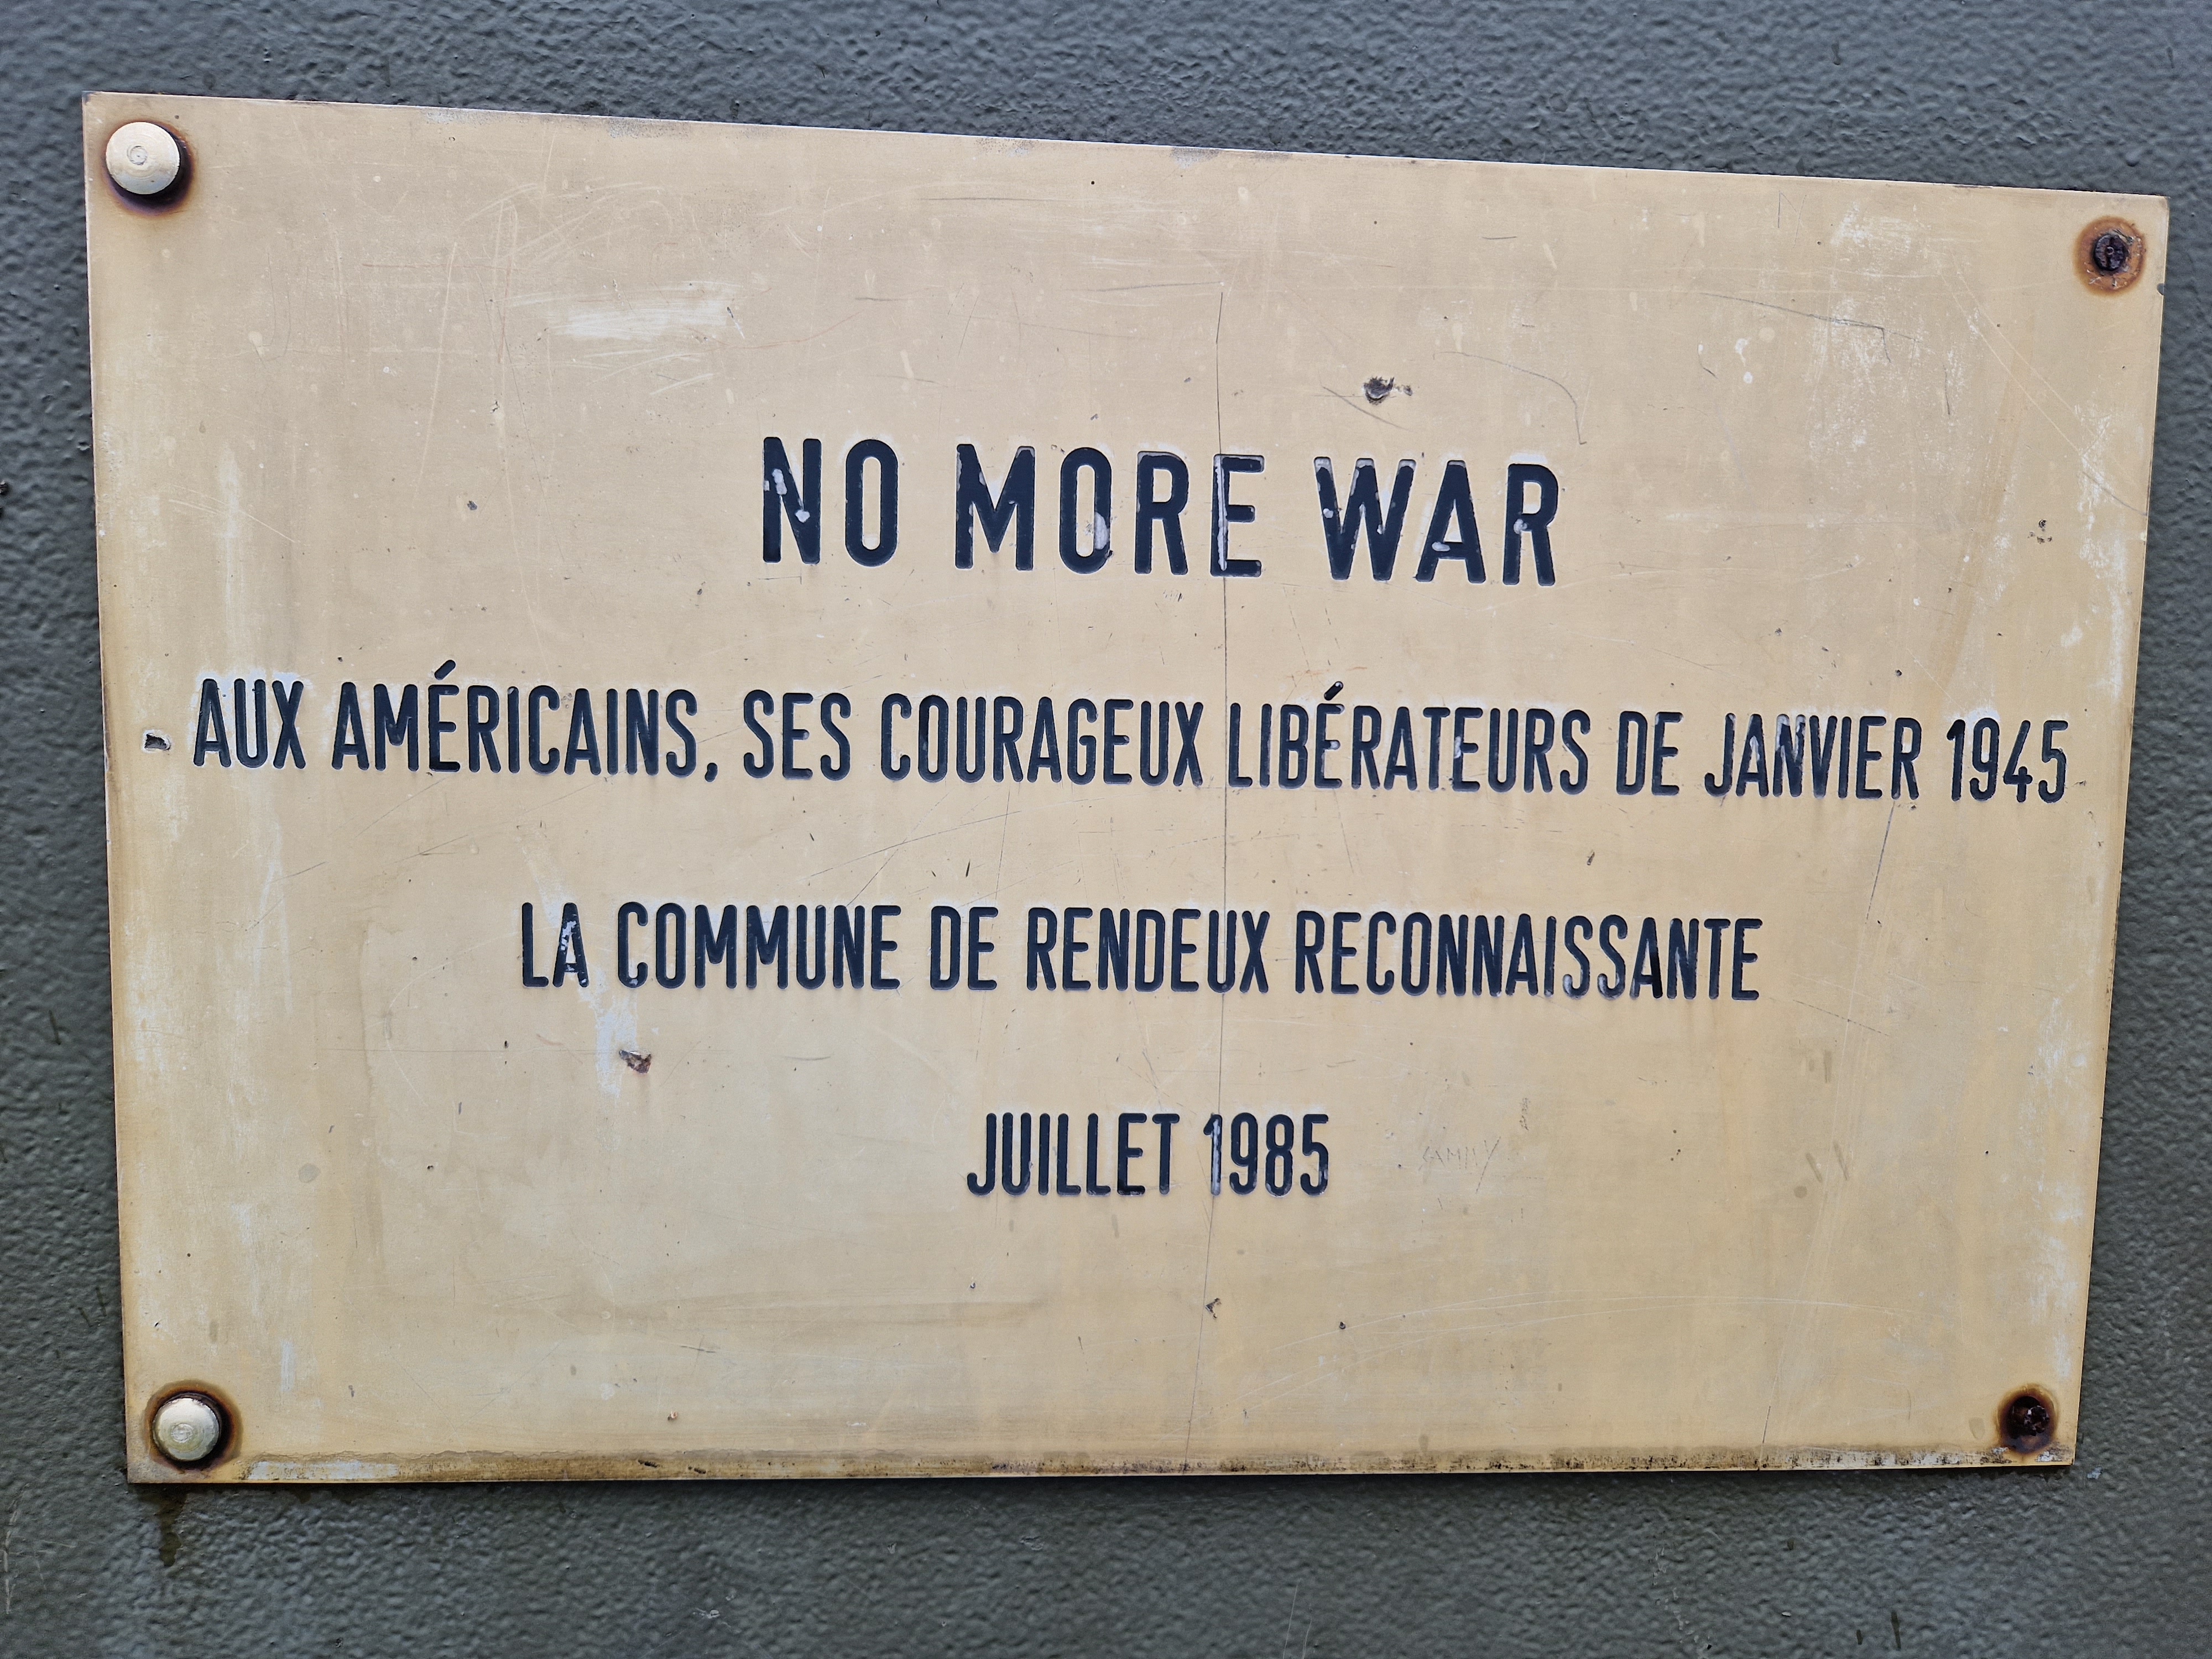 NO MORE WAR
AUX AMÉRICAINS, SES COURAGEUX LIBÉRATEURS DE JANVIER 1945
LA COMMUNE DE RENDEUX RECONNAISSANTE
JUILLET 1985